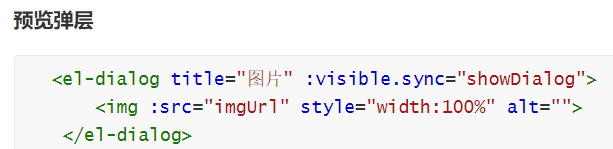 预览弹层
<el-dialog title="图片" :visible.sync="showDialog">
<img :src="imgUrl" style="width:100%" alt="">
</el-dialog>